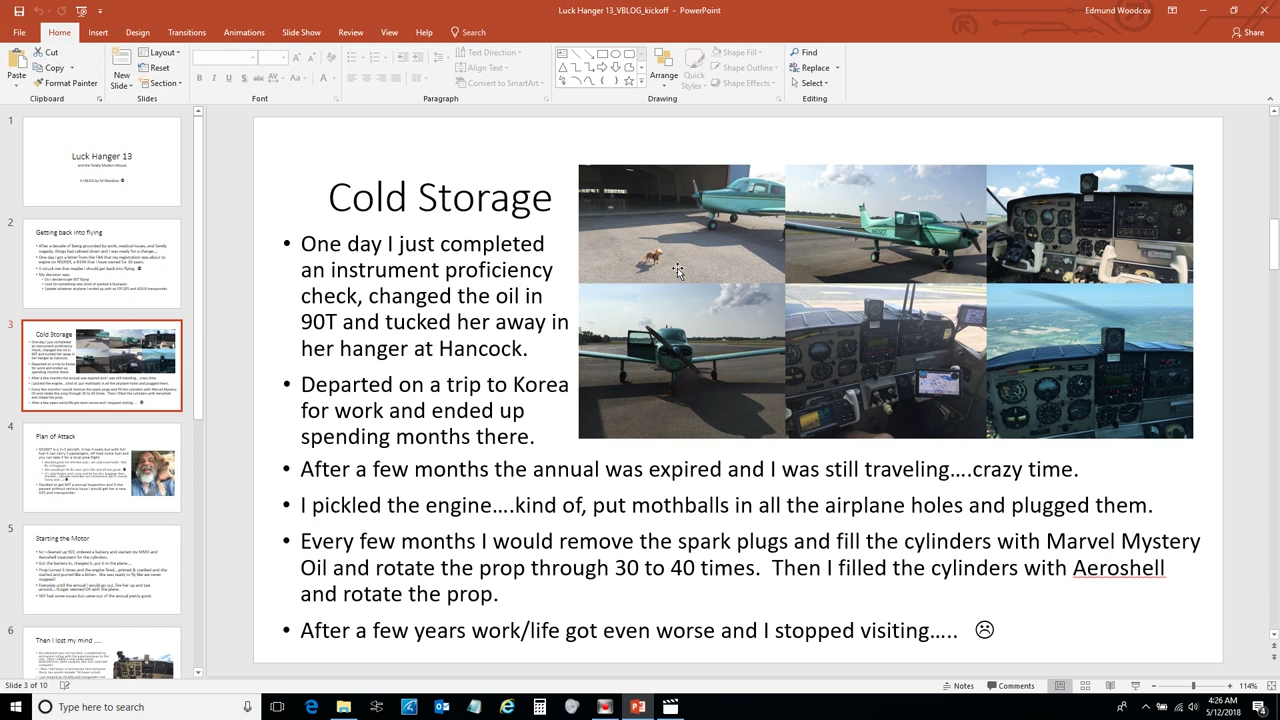 Luck Hanger 13_VBLOG_kickoff - PowerPoint
Edmund Woodcox
File Home Insert Design Transitions Animations Slide Show Review View Help Search Share
Paste
Cut
Copy
Format Painter
Clipboard
New Slide
Layout
Reset
Section
Slides
B I U S abc AV Aa A
Font
Text Direction
Align Text
Convert to SmartArt
Paragraph
Arrange
Quick Styles
Shape Fill
Shape Outline
Shape Effects
Drawing
Find
Replace
Select
Editing
1
Luck Hanger 13
2
Getting back into flying
3
Cold Storage
4
Plan of Attack
5
Starting the Motor
6
Then I lost my mind .....
Cold Storage
• One day I just completed
an instrument proficiency
check, changed the oil in
90T and tucked her away in
her hanger at Hancock.
• Departed on a trip to Korea
for work and ended up
spending months there.
• After a few months the annual was expired and I was still traveling....crazy time.
• I pickled the engine....kind of, put mothballs in all the airplane holes and plugged them.
• Every few months I would remove the spark plugs and fill the cylinders with Marvel Mystery
Oil and rotate the prop through 30 to 40 times.  Then I filled the cylinders with Aeroshell
and rotate the prop.
• After a few years work/life got even worse and I stopped visiting….. ☹
Slide 3 of 10
Notes
Comments
114%
Type here to search
4:26 AM
5/12/2018